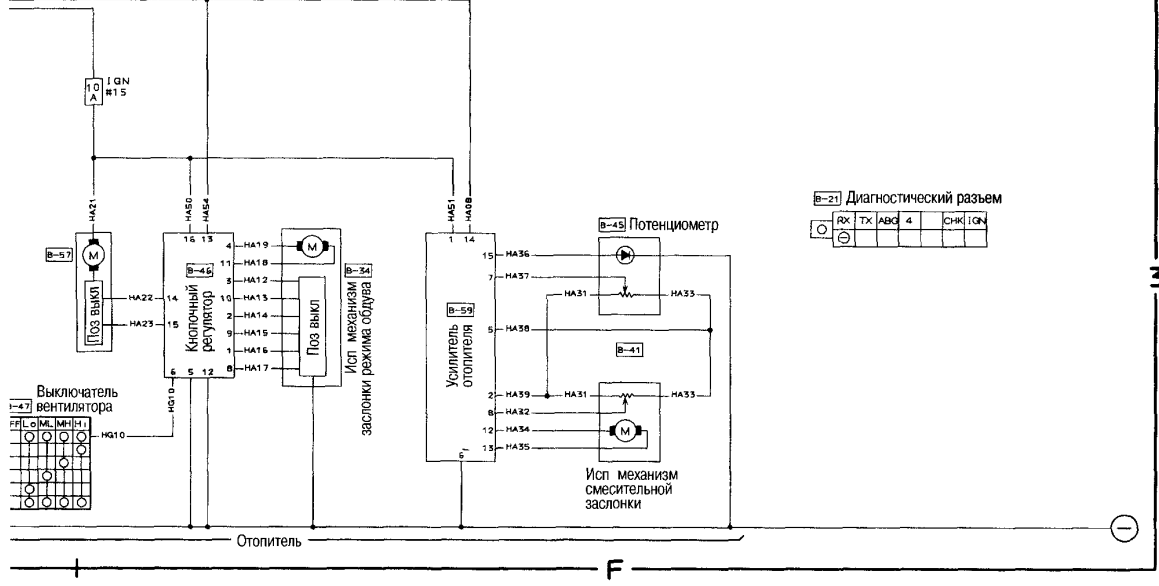 10 A
IGN
#15
HA21
HA50
HA54
HA51
HA08
B-21 Диагностический разъем
RX TX ABG 4 CHK IGN
B-57
M
Поз выкл
HA22
HA23
16 13
14
15
B-46
Кнопочный
регулятор
4 HA19
11 HA18
3 HA12
10 HA13
2 HA14
9 HA15
1 HA16
8 HA17
6 5 12
M
Поз выкл
B-34
Исп механизм
заслонки режима обдува
HG10
Выключатель
вентилятора
-47
FF Lo ML MH Hi
HG10
1 14
B-59
Усилитель
отопителя
15 HA36
7 HA37
5 HA38
2 HA39
8 HA32
12 HA34
13 HA35
6
B-45 Потенциометр
HA31
HA33
B-41
HA31
HA33
M
Исп механизм
смесительной
заслонки
Отопитель
F